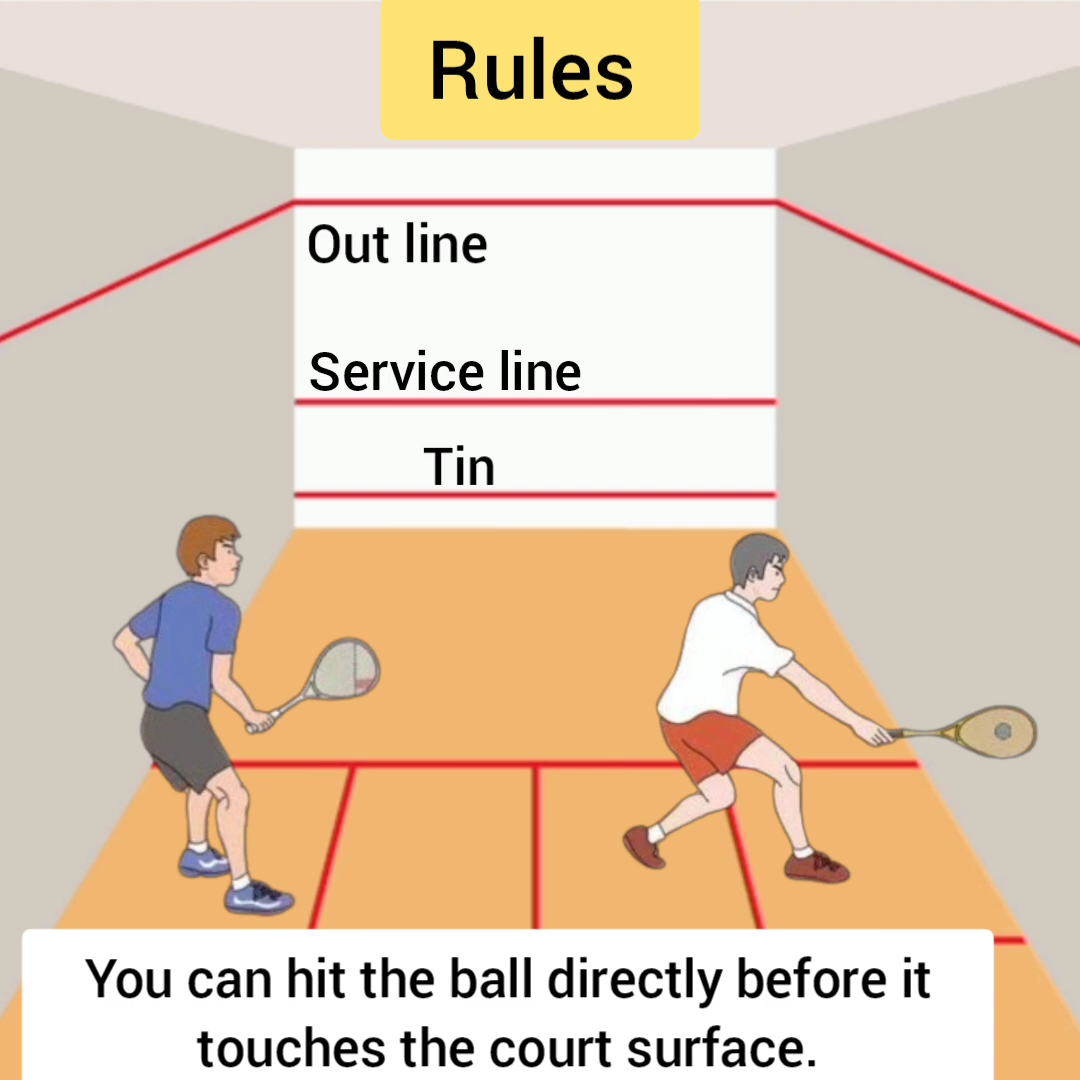 Rules
Out line
Service line
Tin
You can hit the ball directly before it
touches the court surface.